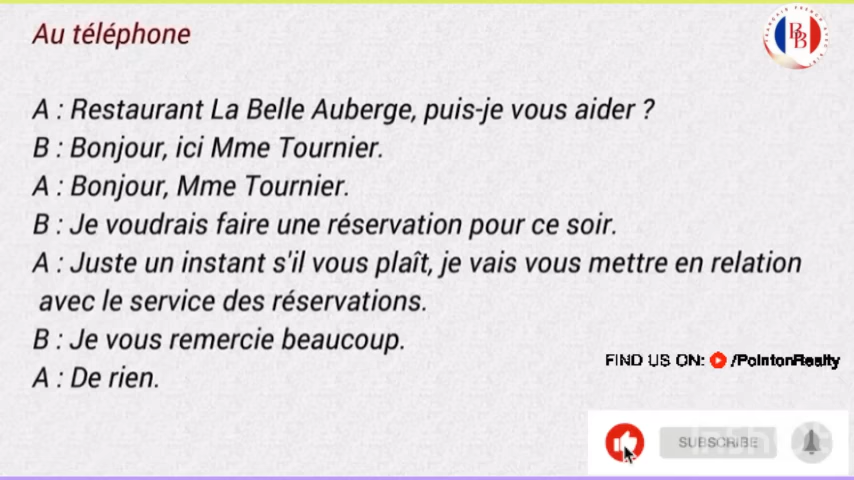 Au téléphone
A : Restaurant La Belle Auberge, puis-je vous aider ?
B : Bonjour, ici Mme Tournier.
A : Bonjour, Mme Tournier.
B : Je voudrais faire une réservation pour ce soir.
A : Juste un instant s'il vous plaît, je vais vous mettre en relation
avec le service des réservations.
B : Je vous remercie beaucoup.
A : De rien.
FIND US ON: /PointonRealty
SUBSCRIBE